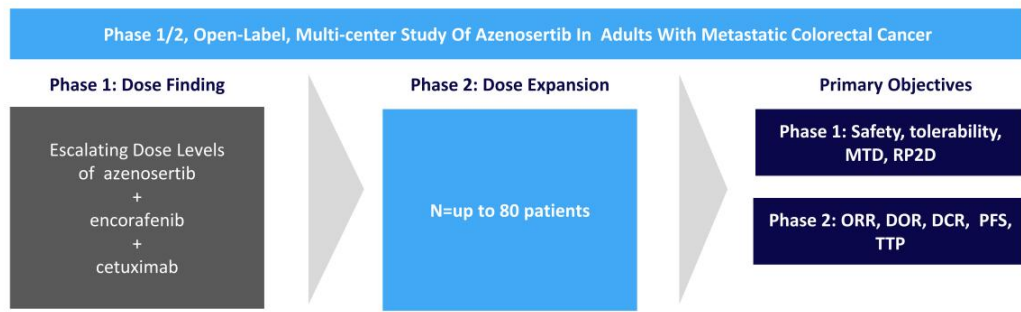 Phase 1/2, Open-Label, Multi-center Study Of Azenosertib In Adults With Metastatic Colorectal Cancer
Phase 1: Dose Finding
Escalating Dose Levels
of azenosertib
+
encorafenib
+
cetuximab
Phase 2: Dose Expansion
N=up to 80 patients
Primary Objectives
Phase 1: Safety, tolerability,
MTD, RP2D
Phase 2: ORR, DOR, DCR, PFS,
TTP